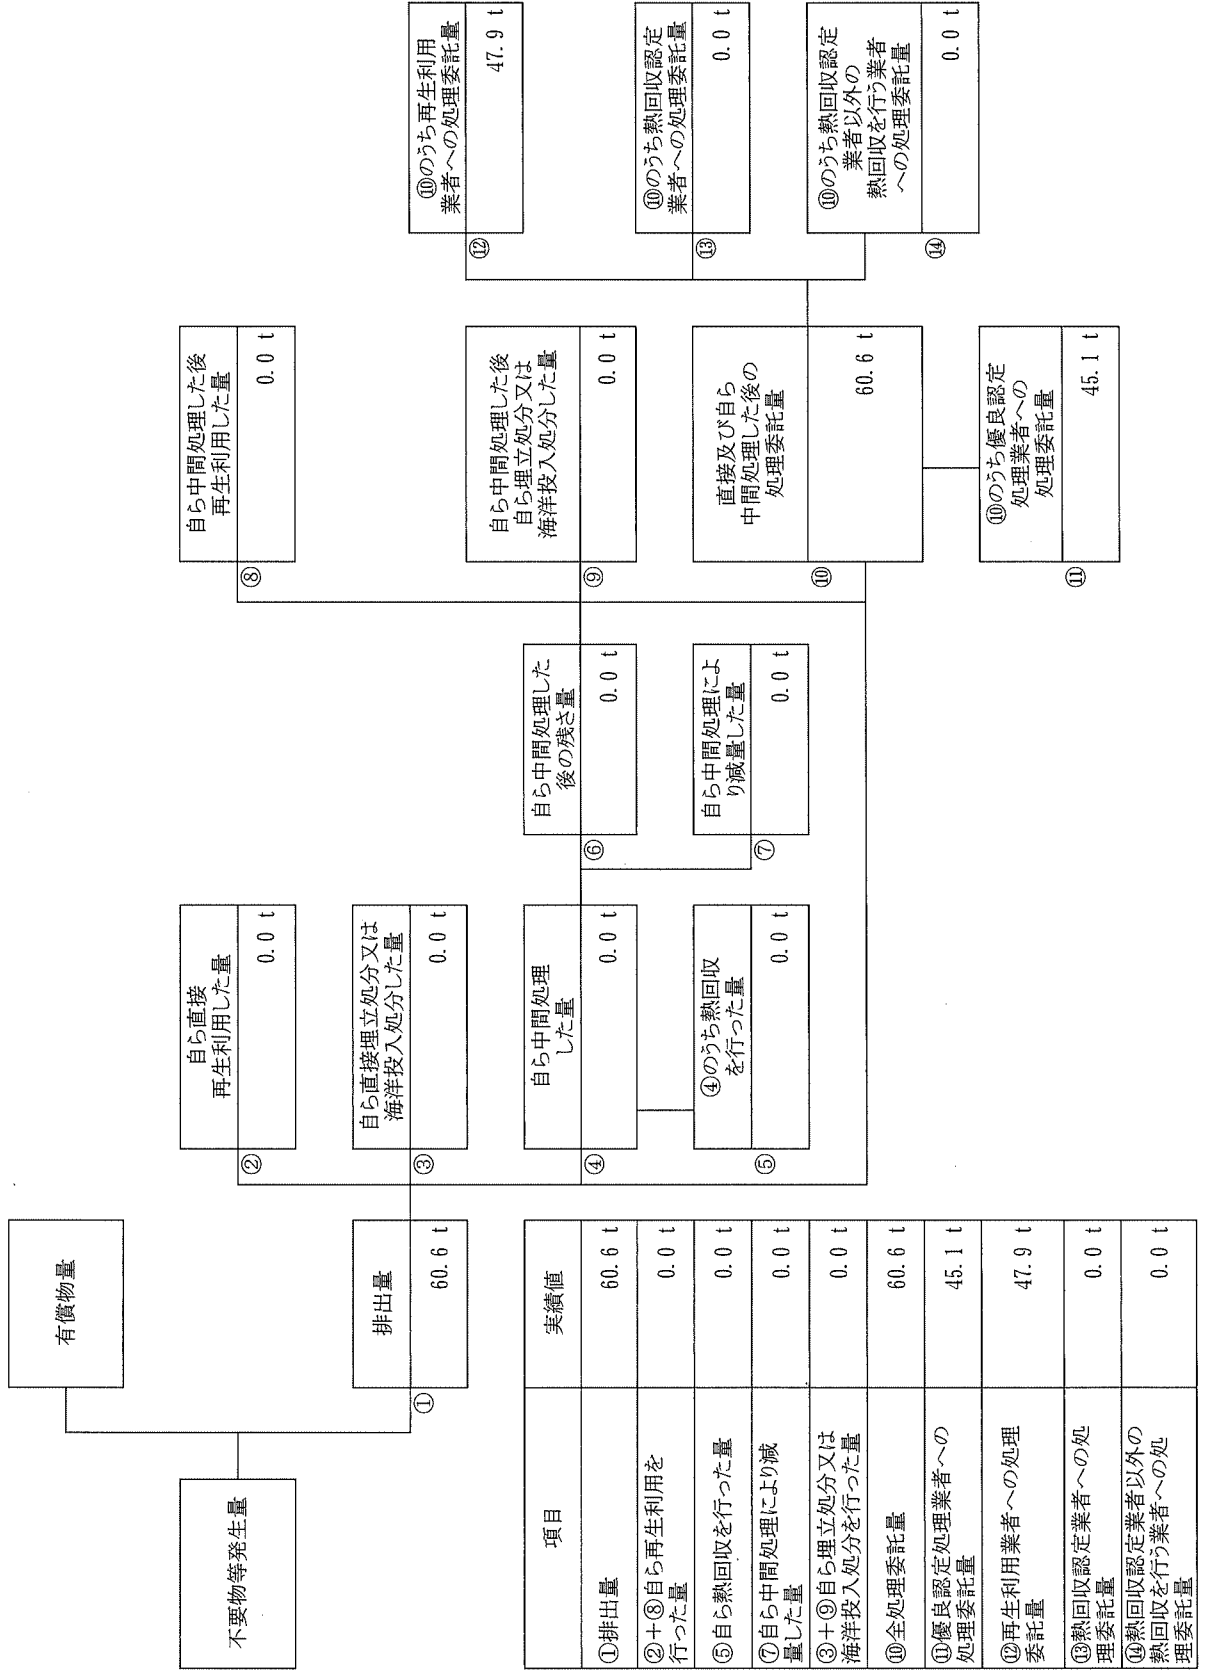 不要物等発生量
有償物量
①
排出量
60.6 t
②
自ら直接
再生利用した量
0.0 t
③
自ら直接埋立処分又は
海洋投入処分した量
0.0 t
④
自ら中間処理
した量
0.0 t
⑤
④のうち熱回収
を行った量
0.0 t
⑥
自ら中間処理した
後の残さ量
0.0 t
⑦
自ら中間処理によ
り減量した量
0.0 t
⑧
自ら中間処理した後
再生利用した量
0.0 t
⑨
自ら中間処理した後
自ら埋立処分又は
海洋投入処分した量
0.0 t
⑩
直接及び自ら
中間処理した後の
処理委託量
60.6 t
⑪
⑩のうち優良認定
処理業者への
処理委託量
45.1 t
⑫
⑩のうち再生利用
業者への処理委託量
47.9 t
⑬
⑩のうち熱回収認定
業者への処理委託量
0.0 t
⑭
⑩のうち熱回収認定
業者以外の
熱回収を行う業者
への処理委託量
0.0 t
項目 実績値
①排出量 60.6 t
②+⑧自ら再生利用を
行った量 0.0 t
⑤自ら熱回収を行った量 0.0 t
⑦自ら中間処理により減
量した量 0.0 t
③+⑨自ら埋立処分又は
海洋投入処分を行った量 0.0 t
⑩全処理委託量 60.6 t
⑪優良認定処理業者への
処理委託量 45.1 t
⑫再生利用業者への処理
委託量 47.9 t
⑬熱回収認定業者への処
理委託量 0.0 t
⑭熱回収認定業者以外の
熱回収を行う業者への処
理委託量 0.0 t